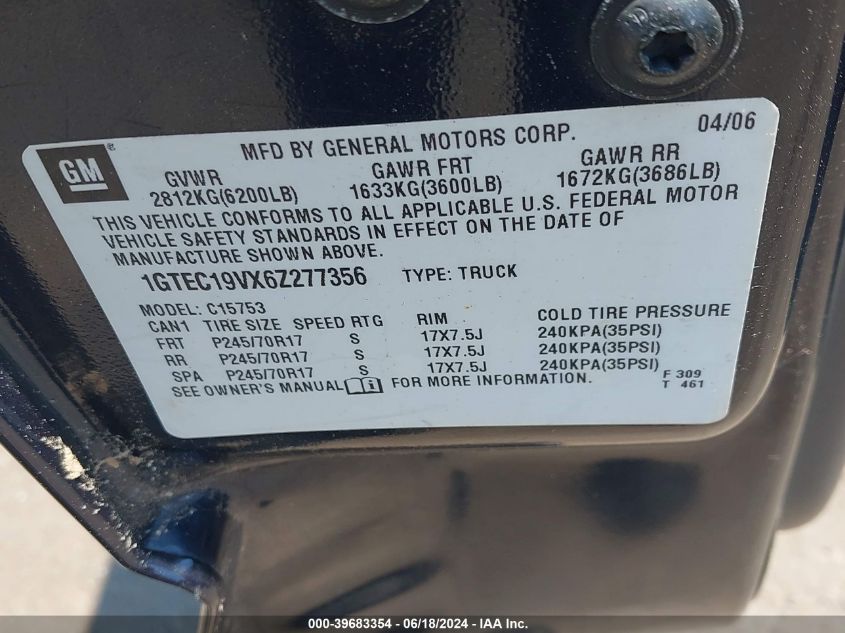 GM ®
MFD BY GENERAL MOTORS CORP. 04/06
GVWR GAWR FRT GAWR RR
2812KG(6200LB) 1633KG(3600LB) 1672KG(3686LB)
THIS VEHICLE CONFORMS TO ALL APPLICABLE U.S. FEDERAL MOTOR
VEHICLE SAFETY STANDARDS IN EFFECT ON THE DATE OF
MANUFACTURE SHOWN ABOVE.
1GTEC19VX6Z277356 TYPE: TRUCK
MODEL: C15753
CAN1 TIRE SIZE SPEED RTG RIM COLD TIRE PRESSURE
FRT P245/70R17 S 17X7.5J 240KPA(35PSI)
RR P245/70R17 S 17X7.5J 240KPA(35PSI)
SPA P245/70R17 S 17X7.5J 240KPA(35PSI)
SEE OWNER'S MANUAL FOR MORE INFORMATION.
F 309
T 461
000-39683354 - 06/18/2024 - IAA Inc.